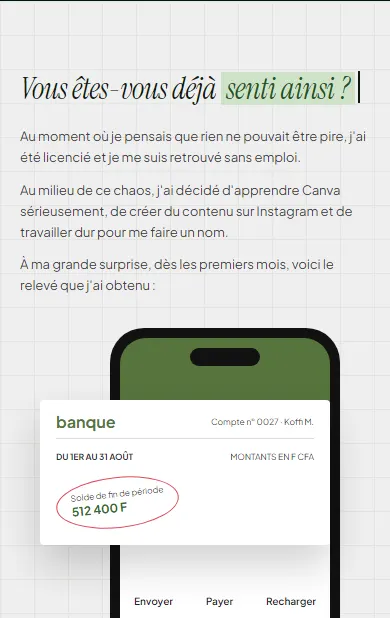 Vous êtes-vous déjà senti ainsi ?
Au moment où je pensais que rien ne pouvait être pire, j'ai
été licencié et je me suis retrouvé sans emploi.
Au milieu de ce chaos, j'ai décidé d'apprendre Canva
sérieusement, de créer du contenu sur Instagram et de
travailler dur pour me faire un nom.
À ma grande surprise, dès les premiers mois, voici le
relevé que j'ai obtenu :
banque
Compte n° 0027 · Koffi M.
DU 1ER AU 31 AOÛT
MONTANTS EN F CFA
Solde de fin de période
512 400 F
Envoyer Payer Recharger